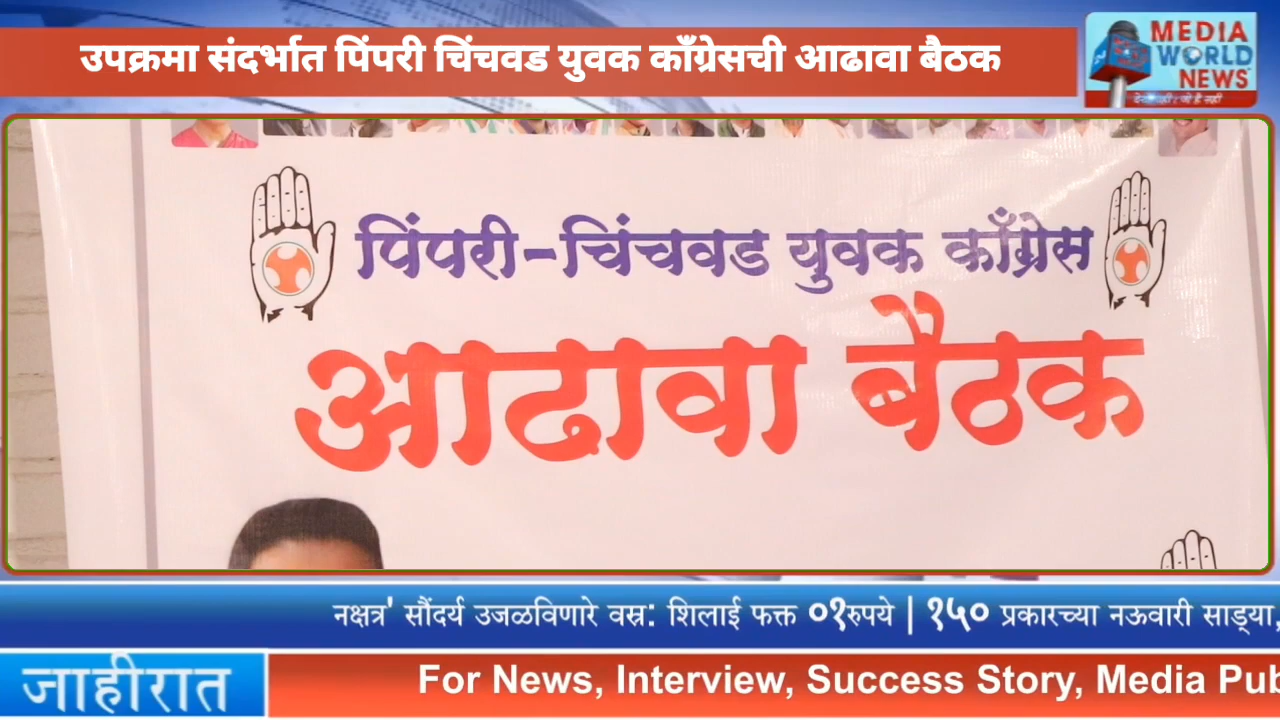 उपक्रमा संदर्भात पिंपरी चिंचवड युवक काँग्रेसची आढावा बैठक
MEDIA
WORLD
NEWS
पिंपरी-चिंचवड युवक काँग्रेस
आढावा बैठक
नक्षत्र' सौंदर्य उजळविणारे वस्त्र: शिलाई फक्त ०१रुपये | १५० प्रकारच्या नऊवारी साड्या,
जाहीरात
For News, Interview, Success Story, Media Pub